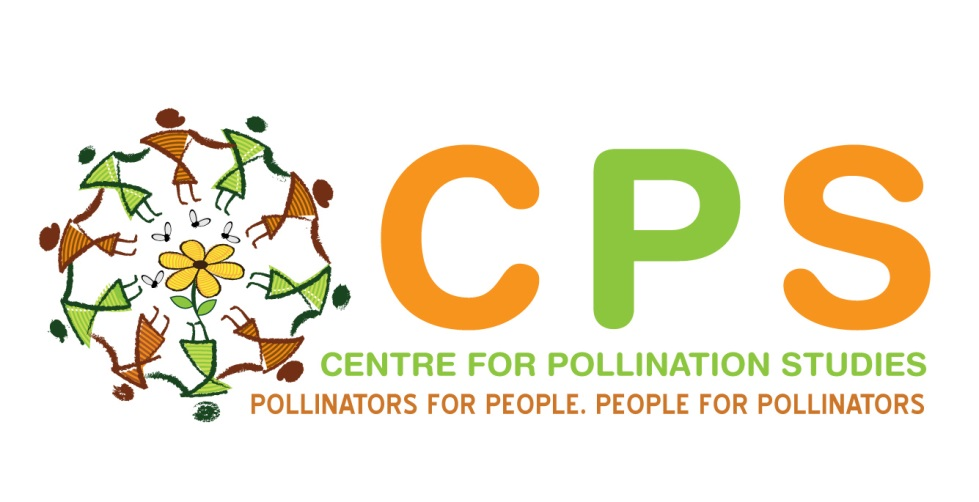 CPS
CENTRE FOR POLLINATION STUDIES
POLLINATORS FOR PEOPLE. PEOPLE FOR POLLINATORS